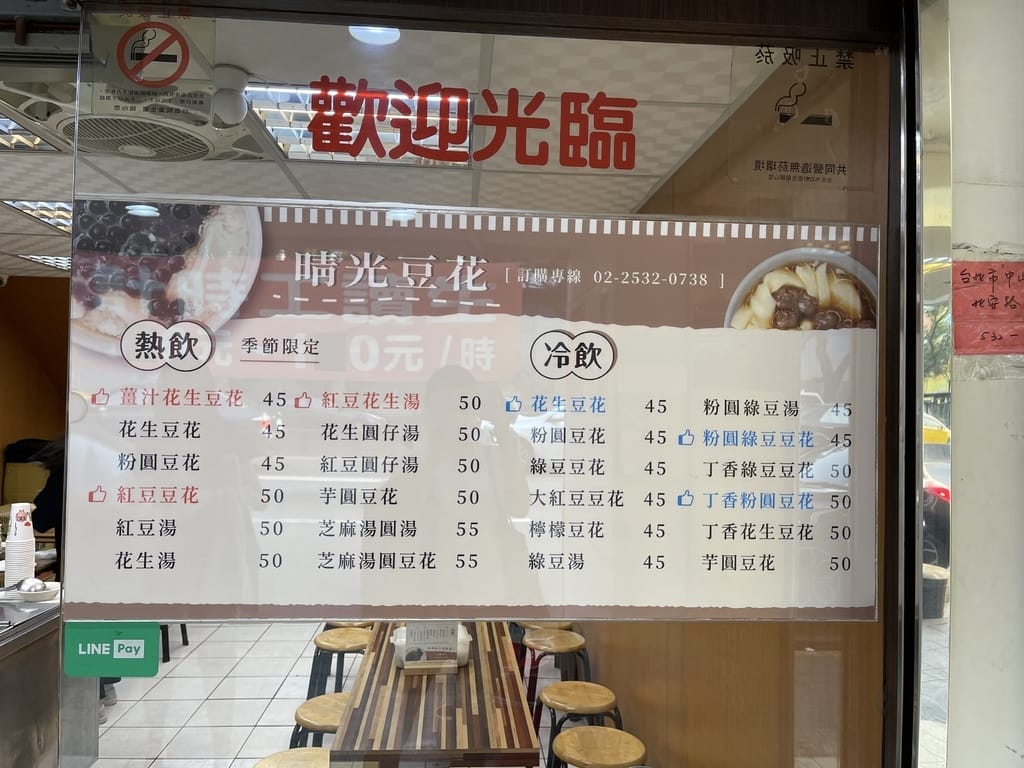 歡迎光臨
禁止吸菸
共同營造無菸環境
晴光豆花 [ 訂購專線 02-2532-0738 ]
熱飲 季節限定
薑汁花生豆花 45
花生豆花 45
粉圓豆花 45
紅豆豆花 50
紅豆湯 50
花生湯 50
紅豆花生湯 50
花生圓仔湯 50
紅豆圓仔湯 50
芋圓豆花 50
芝麻湯圓湯 55
芝麻湯圓豆花 55
冷飲
花生豆花 45
粉圓豆花 45
綠豆豆花 45
大紅豆豆花 45
檸檬豆花 45
綠豆湯 45
粉圓綠豆湯 45
粉圓綠豆豆花 45
丁香綠豆豆花 50
丁香粉圓豆花 50
丁香花生豆花 50
芋圓豆花 50
0元/時
LINE Pay
台北市中山
北安路
532-